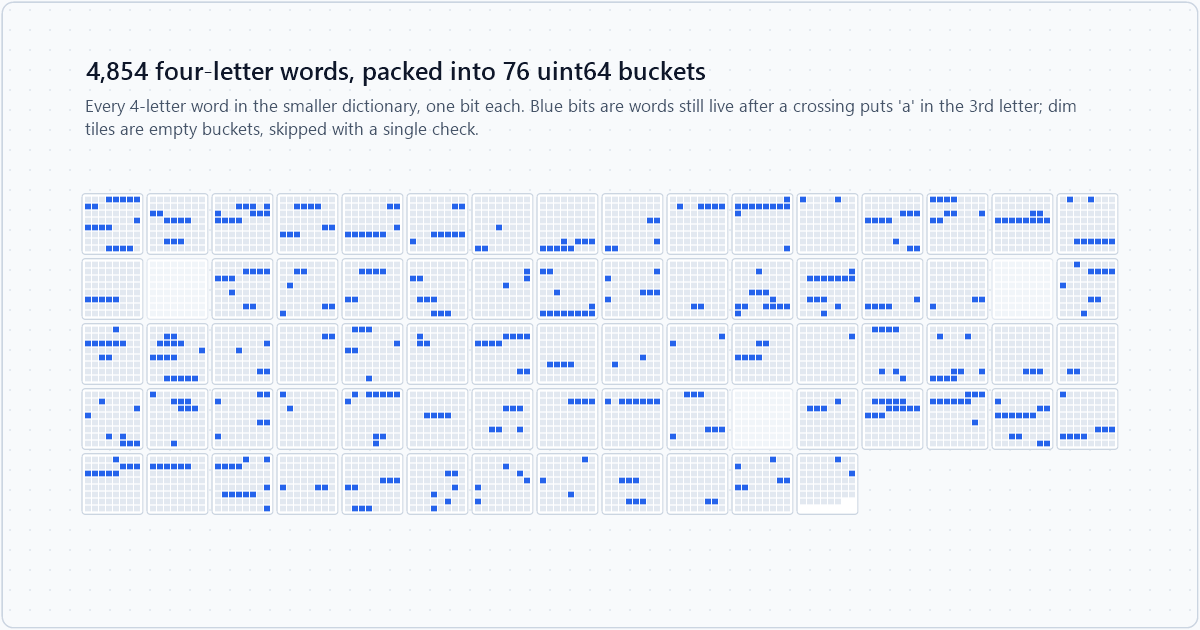 4,854 four-letter words, packed into 76 uint64 buckets
Every 4-letter word in the smaller dictionary, one bit each. Blue bits are words still live after a crossing puts 'a' in the 3rd letter; dim
tiles are empty buckets, skipped with a single check.